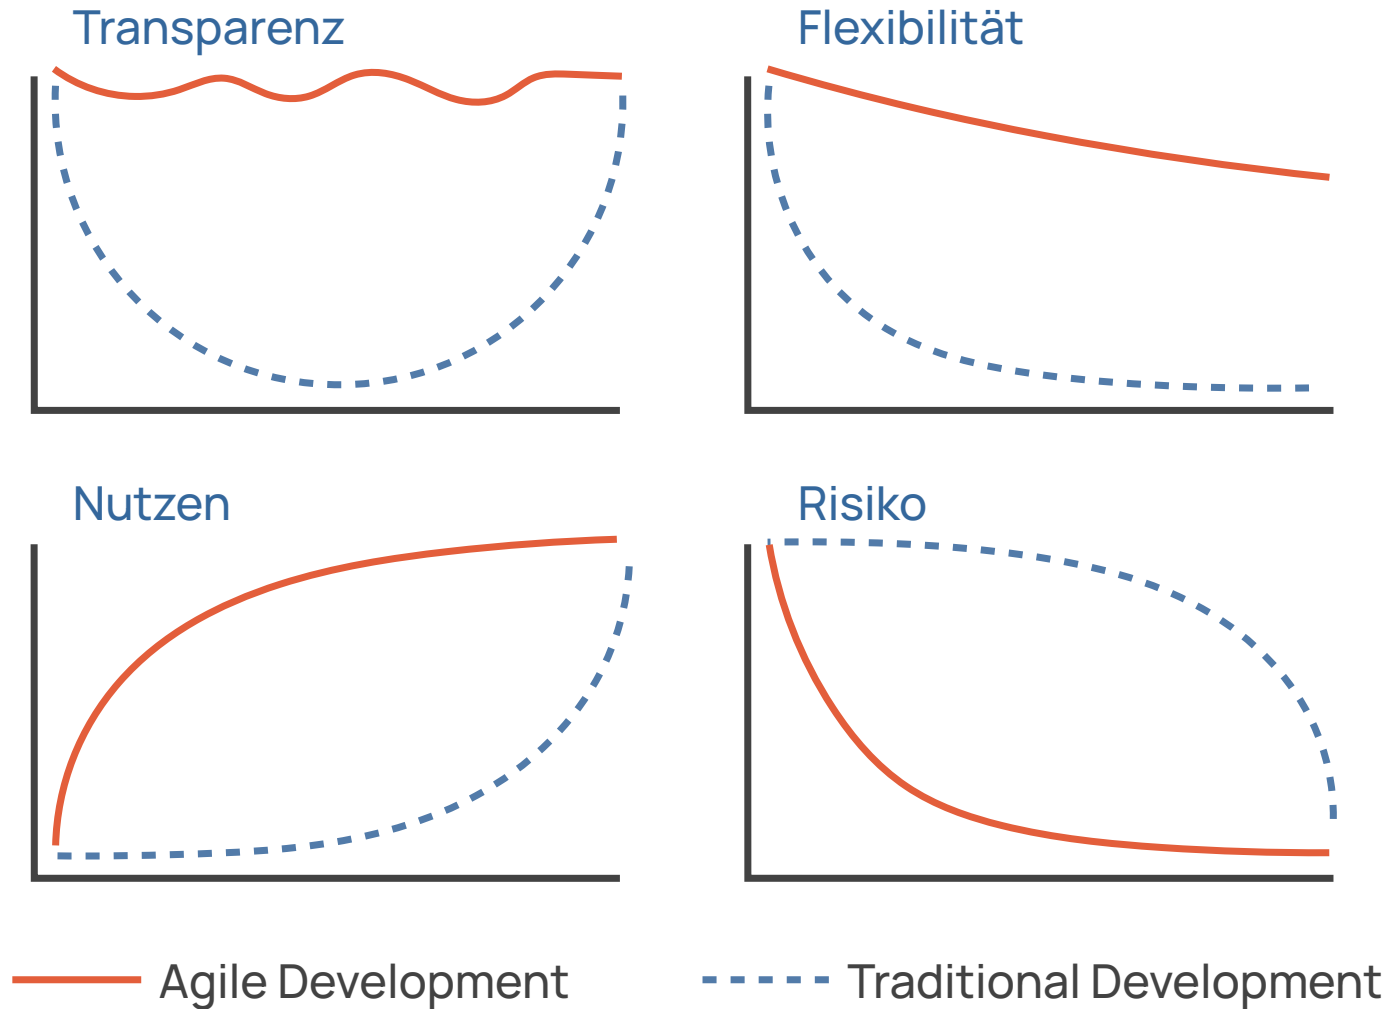 Transparenz
Flexibilität
Nutzen
Risiko
Agile Development
Traditional Development